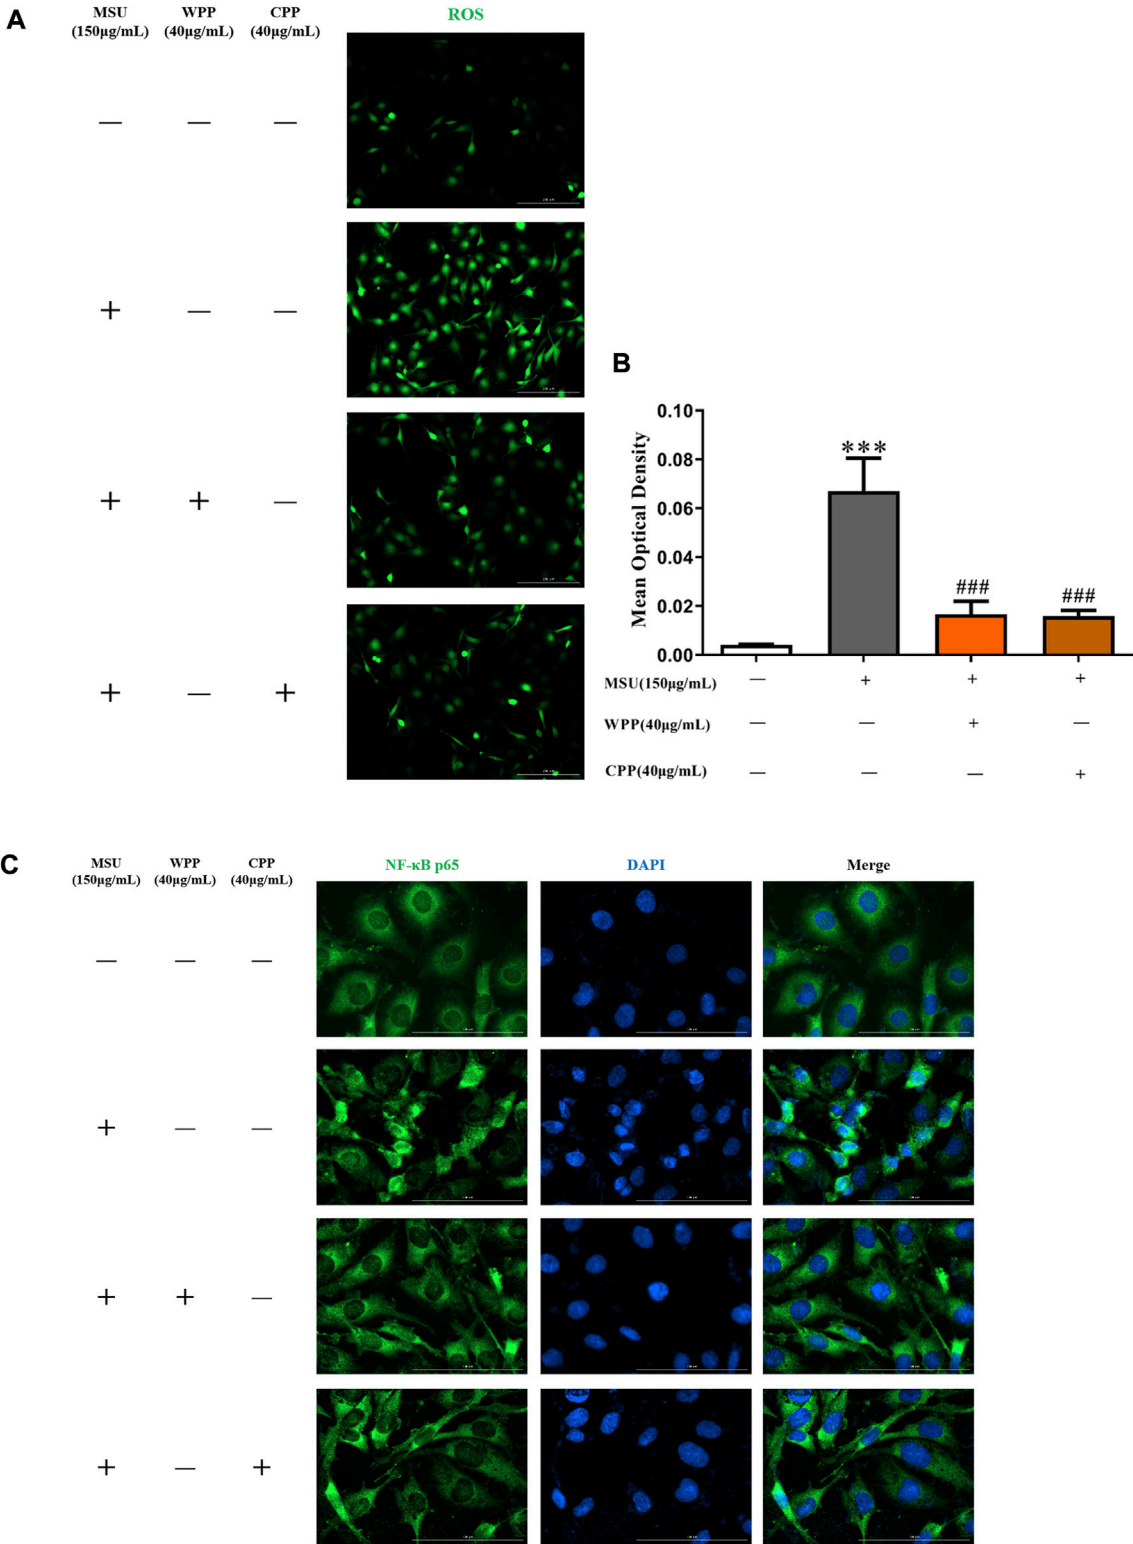 A
MSU WPP CPP ROS
(150μg/mL) (40μg/mL) (40μg/mL)
— — —
+ — —
+ + —
+ — +
B
Mean Optical Density
0.10
0.08
0.06
0.04
0.02
0.00
***
###
###
MSU(150μg/mL) — + + +
WPP(40μg/mL) — — + —
CPP(40μg/mL) — — — +
C
MSU WPP CPP NF-κB p65 DAPI Merge
(150μg/mL) (40μg/mL) (40μg/mL)
— — —
+ — —
+ + —
+ — +